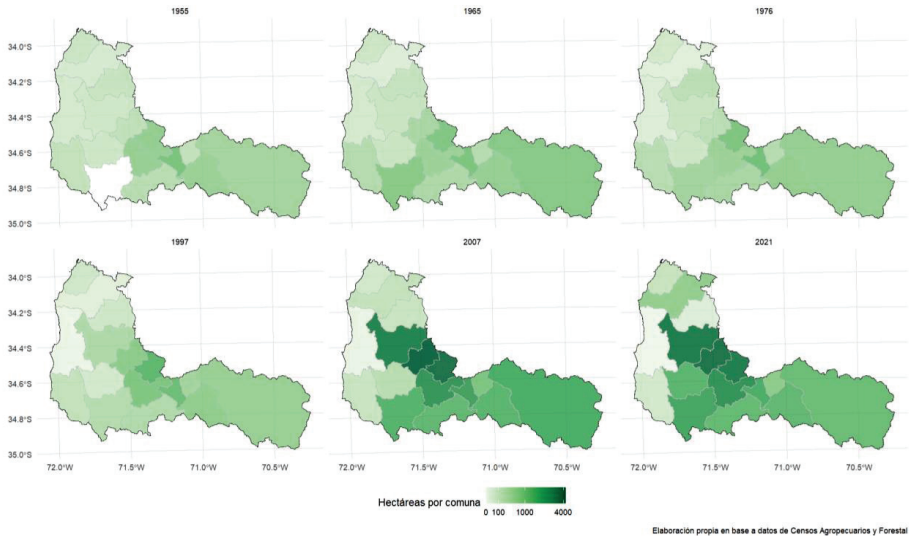 1955
1965
1976
34.0°S
34.2°S
34.4°S
34.6°S
34.8°S
35.0°S
1997
2007
2021
34.0°S
34.2°S
34.4°S
34.6°S
34.8°S
35.0°S
72.0°W 71.5°W 71.0°W 70.5°W
72.0°W 71.5°W 71.0°W 70.5°W
72.0°W 71.5°W 71.0°W 70.5°W
Hectáreas por comuna
0 100 4000
Elaboración propia en base a datos de Censos Agropecuarios y Forestal